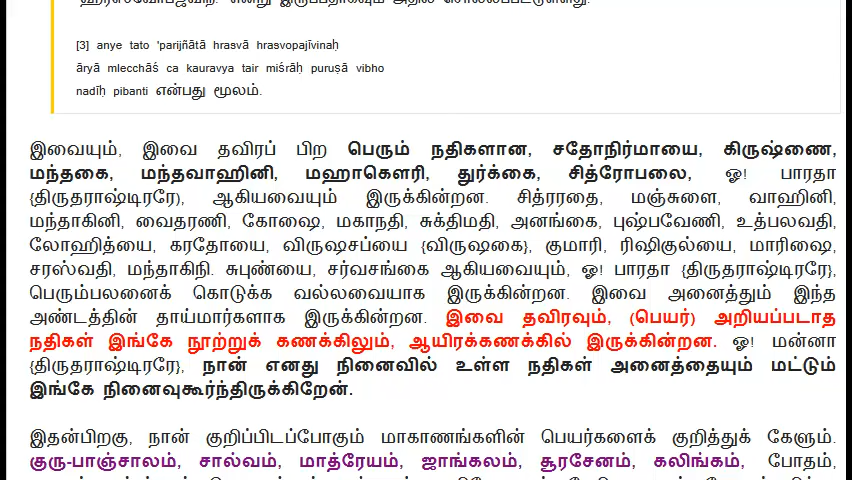 [3] anye tato 'parijñātā hrasvā hrasvopajīvinaḥ
āryā mlecchāś ca kauravya tair miśrāḥ puruṣā vibho
nadīḥ pibanti என்பது மூலம்.
இவையும், இவை தவிரப் பிற பெரும் நதிகளான, சதோநிர்மாயை, கிருஷ்ணை,
மந்தகை, மந்தவாஹினி, மஹாகௌரி, துர்க்கை, சித்ரோபலை, ஓ! பாரதா
{திருதராஷ்டிரரே), ஆகியவையும் இருக்கின்றன. சித்ரரதை, மஞ்சுளை, வாஹினி,
மந்தாகினி, வைதரணி, கோஷை, மகாநதி, சுக்திமதி, அனங்கை, புஷ்பவேணி, உத்பலவதி,
லோஹித்யை, கரதோயை, விருஷசப்யை {விருஷகை}, குமாரி, ரிஷிகுல்யை, மாரிஷை,
சரஸ்வதி, மந்தாகிநி. சுபுண்யை, சர்வசங்கை ஆகியவையும், ஓ! பாரதா {திருதராஷ்டிரரே},
பெரும்பலனைக் கொடுக்க வல்லவையாக இருக்கின்றன. இவை அனைத்தும் இந்த
அண்டத்தின் தாய்மார்களாக இருக்கின்றன. இவை தவிரவும், (பெயர்) அறியப்படாத
நதிகள் இங்கே நூற்றுக் கணக்கிலும், ஆயிரக்கணக்கில் இருக்கின்றன. ஓ! மன்னா
{திருதராஷ்டிரரே}, நான் எனது நினைவில் உள்ள நதிகள் அனைத்தையும் மட்டும்
இங்கே நினைவுகூர்ந்திருக்கிறேன்.
இதன்பிறகு, நான் குறிப்பிடப்போகும் மாகாணங்களின் பெயர்களைக் குறித்துக் கேளும்.
குரு-பாஞ்சாலம், சால்வம், மாத்ரேயம், ஜாங்கலம், சூரசேனம், கலிங்கம், போதம்,